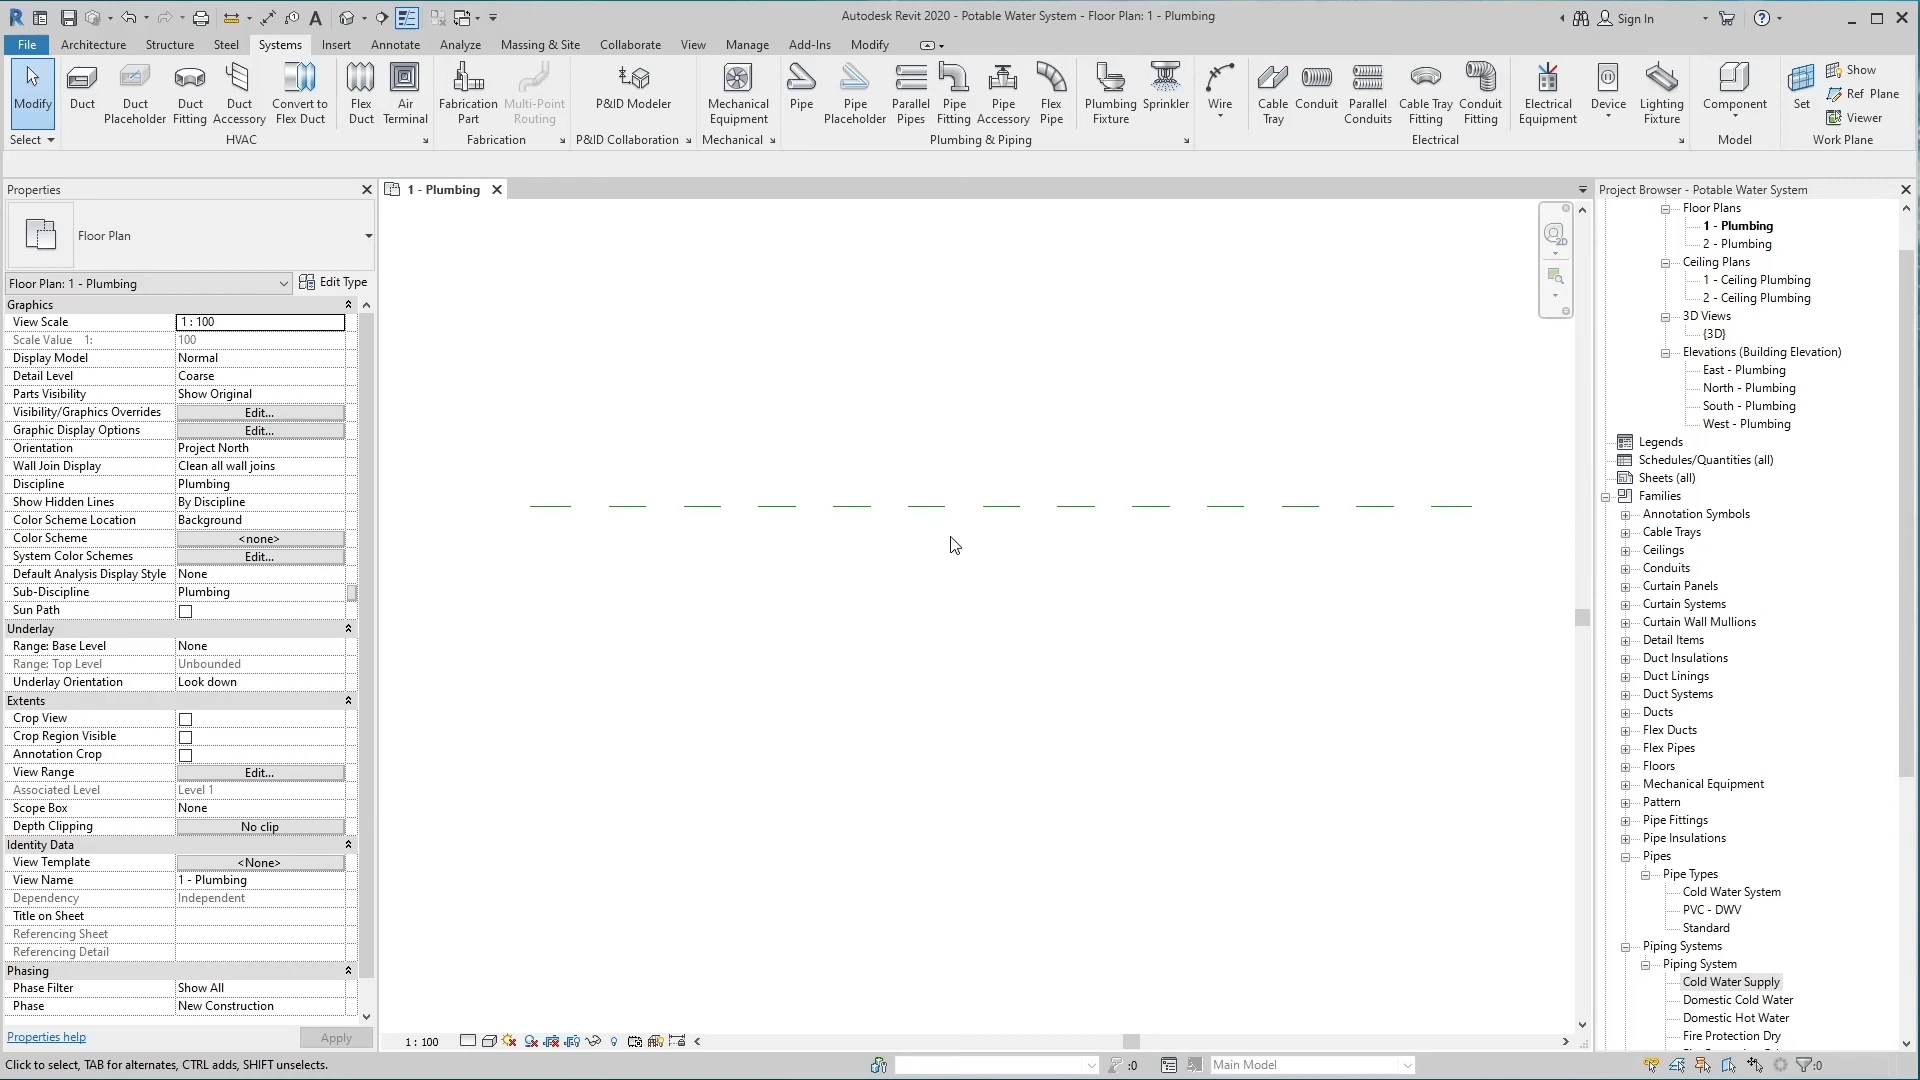 Autodesk Revit 2020 - Potable Water System - Floor Plan: 1 - Plumbing
Sign In
File Architecture Structure Steel Systems Insert Annotate Analyze Massing & Site Collaborate View Manage Add-Ins Modify
Modify
Duct
Duct Placeholder
Duct Fitting
Duct Accessory
Convert to Flex Duct
Flex Duct
Air Terminal
Fabrication Part
Multi-Point Routing
P&ID Modeler
Mechanical Equipment
Pipe
Pipe Placeholder
Parallel Pipes
Pipe Fitting
Pipe Accessory
Flex Pipe
Plumbing Fixture
Sprinkler
Wire
Cable Tray
Conduit
Parallel Conduits
Cable Tray Fitting
Conduit Fitting
Electrical Equipment
Device
Lighting Fixture
Component
Set
Show
Ref Plane
Viewer
Select HVAC Fabrication P&ID Collaboration Mechanical Plumbing & Piping Electrical Model Work Plane
Properties
Floor Plan
Floor Plan: 1 - Plumbing Edit Type
Graphics
View Scale 1 : 100
Scale Value 1: 100
Display Model Normal
Detail Level Coarse
Parts Visibility Show Original
Visibility/Graphics Overrides Edit...
Graphic Display Options Edit...
Orientation Project North
Wall Join Display Clean all wall joins
Discipline Plumbing
Show Hidden Lines By Discipline
Color Scheme Location Background
Color Scheme <none>
System Color Schemes Edit...
Default Analysis Display Style None
Sub-Discipline Plumbing
Sun Path
Underlay
Range: Base Level None
Range: Top Level Unbounded
Underlay Orientation Look down
Extents
Crop View
Crop Region Visible
Annotation Crop
View Range Edit...
Associated Level Level 1
Scope Box None
Depth Clipping No clip
Identity Data
View Template <None>
View Name 1 - Plumbing
Dependency Independent
Title on Sheet
Referencing Sheet
Referencing Detail
Phasing
Phase Filter Show All
Phase New Construction
Properties help Apply
1 - Plumbing
2D
1 : 100
Project Browser - Potable Water System
Floor Plans
1 - Plumbing
2 - Plumbing
Ceiling Plans
1 - Ceiling Plumbing
2 - Ceiling Plumbing
3D Views
{3D}
Elevations (Building Elevation)
East - Plumbing
North - Plumbing
South - Plumbing
West - Plumbing
Legends
Schedules/Quantities (all)
Sheets (all)
Families
Annotation Symbols
Cable Trays
Ceilings
Conduits
Curtain Panels
Curtain Systems
Curtain Wall Mullions
Detail Items
Duct Insulations
Duct Linings
Duct Systems
Ducts
Flex Ducts
Flex Pipes
Floors
Mechanical Equipment
Pattern
Pipe Fittings
Pipe Insulations
Pipes
Pipe Types
Cold Water System
PVC - DWV
Standard
Piping Systems
Piping System
Cold Water Supply
Domestic Cold Water
Domestic Hot Water
Fire Protection Dry
Click to select, TAB for alternates, CTRL adds, SHIFT unselects.
:0
Main Model
:0